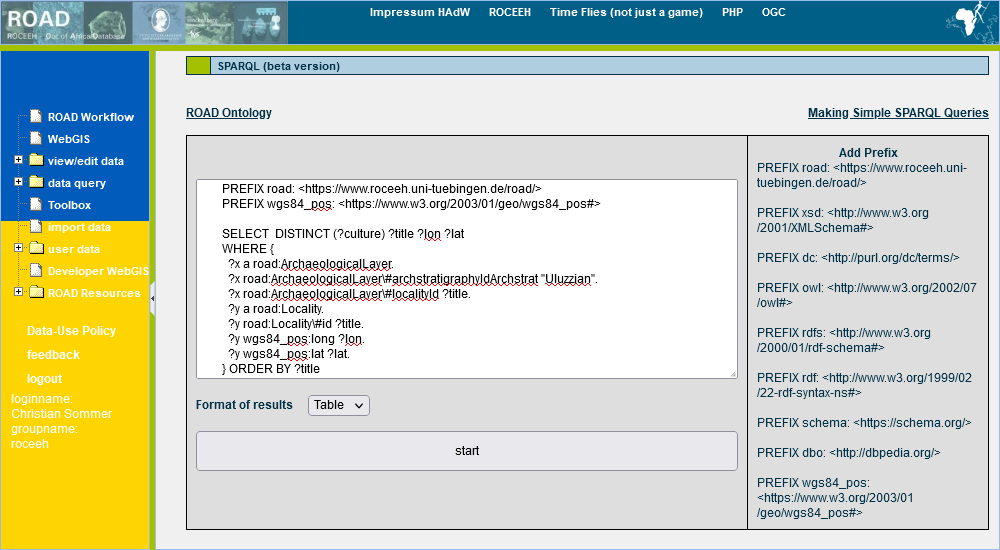 ROAD
ROCEEH - Out of Africa Database
Impressum HAdW
ROCEEH
Time Flies (not just a game)
PHP
OGC
ROAD Workflow
WebGIS
view/edit data
data query
Toolbox
import data
user data
Developer WebGIS
ROAD Resources
Data-Use Policy
feedback
logout
loginname:
Christian Sommer
groupname:
roceeh
SPARQL (beta version)
ROAD Ontology
Making Simple SPARQL Queries
PREFIX road: <https://www.roceeh.uni-tuebingen.de/road/>
PREFIX wgs84_pos: <https://www.w3.org/2003/01/geo/wgs84_pos#>
SELECT  DISTINCT (?culture) ?title ?lon ?lat
WHERE {
?x a road:ArchaeologicalLayer.
?x road:ArchaeologicalLayer\#archstratigraphyIdArchstrat "Uluzzian".
?x road:ArchaeologicalLayer\#localityId ?title.
?y a road:Locality.
?y road:Locality\#id ?title.
?y wgs84_pos:long ?lon.
?y wgs84_pos:lat ?lat.
} ORDER BY ?title
Format of results
Table
start
Add Prefix
PREFIX road: <https://www.roceeh.uni-
tuebingen.de/road/>
PREFIX xsd: <http://www.w3.org
/2001/XMLSchema#>
PREFIX dc: <http://purl.org/dc/terms/>
PREFIX owl: <http://www.w3.org/2002/07
/owl#>
PREFIX rdfs: <http://www.w3.org
/2000/01/rdf-schema#>
PREFIX rdf: <http://www.w3.org/1999/02
/22-rdf-syntax-ns#>
PREFIX schema: <https://schema.org/>
PREFIX dbo: <http://dbpedia.org/>
PREFIX wgs84_pos:
<https://www.w3.org/2003/01
/geo/wgs84_pos#>